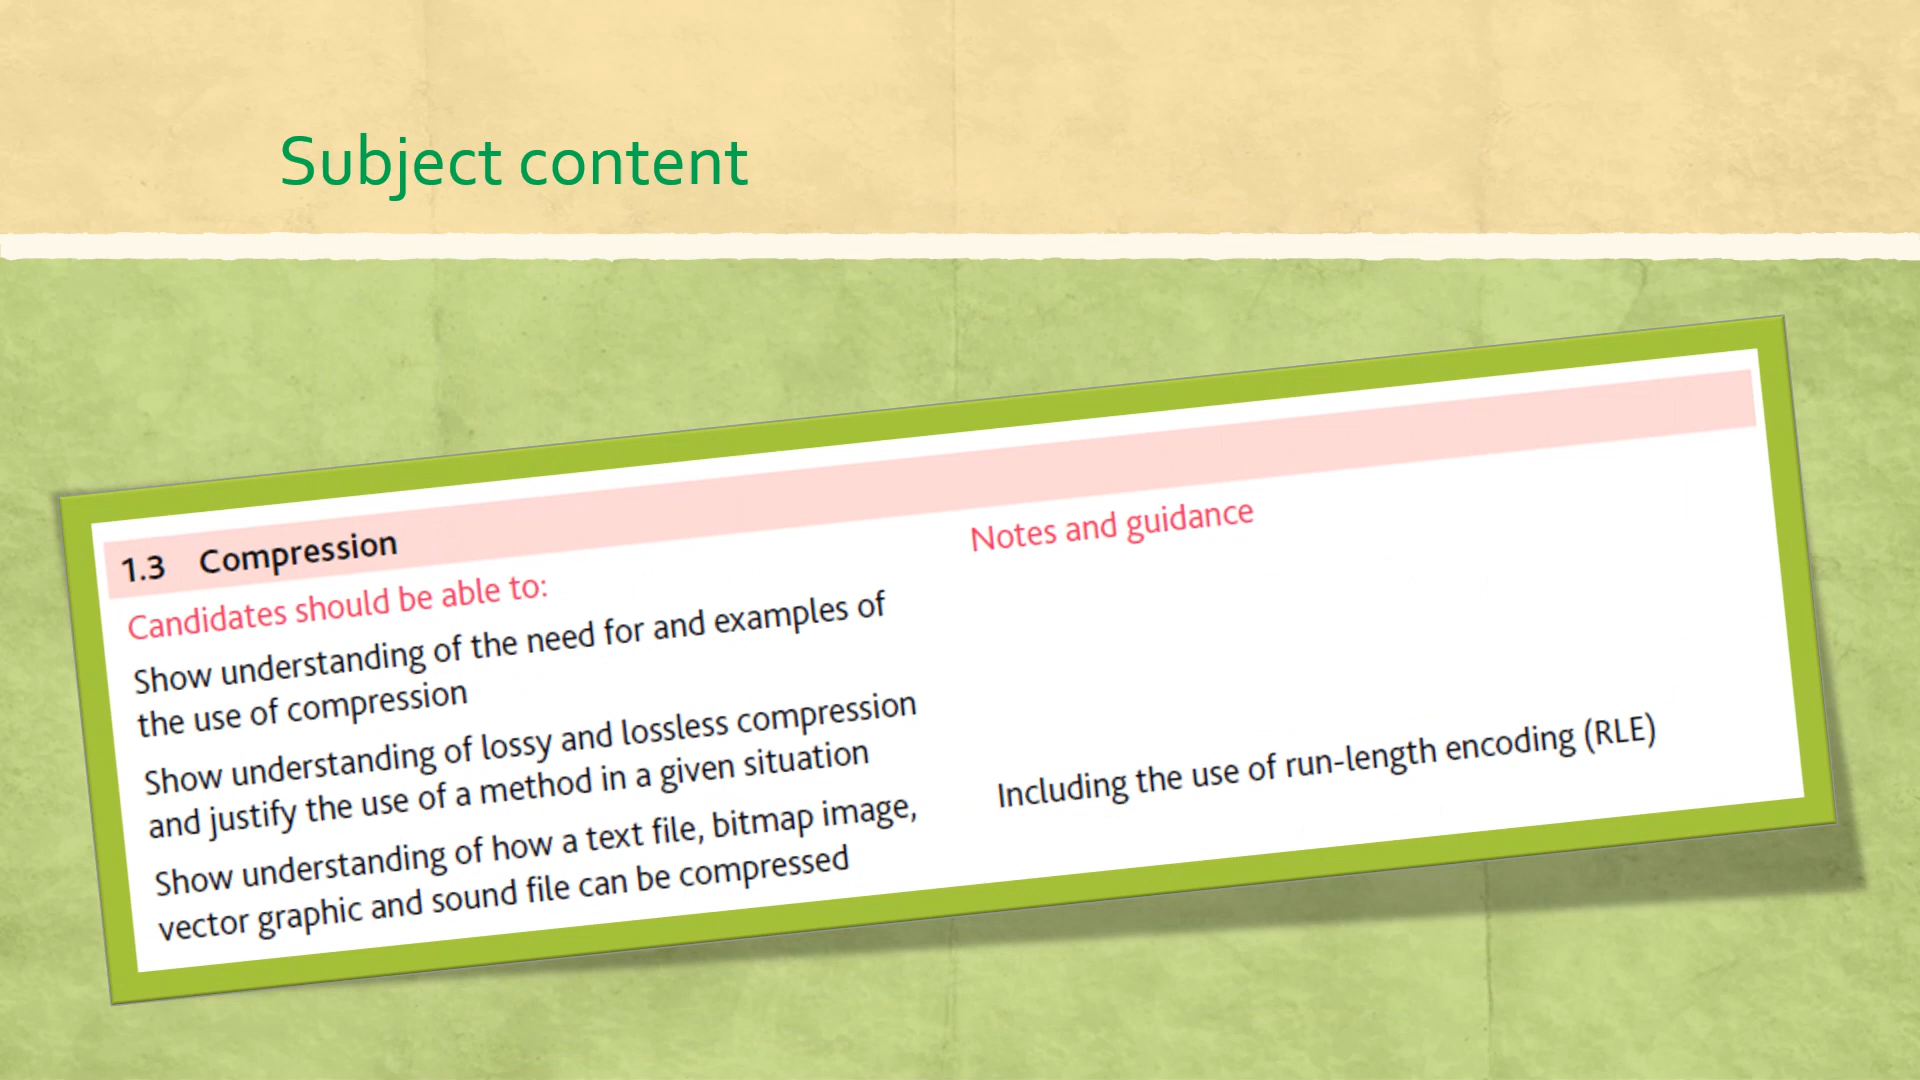 Subject content
1.3 Compression
Candidates should be able to:
Notes and guidance
Show understanding of the need for and examples of
the use of compression
Show understanding of lossy and lossless compression
and justify the use of a method in a given situation
Including the use of run-length encoding (RLE)
Show understanding of how a text file, bitmap image,
vector graphic and sound file can be compressed